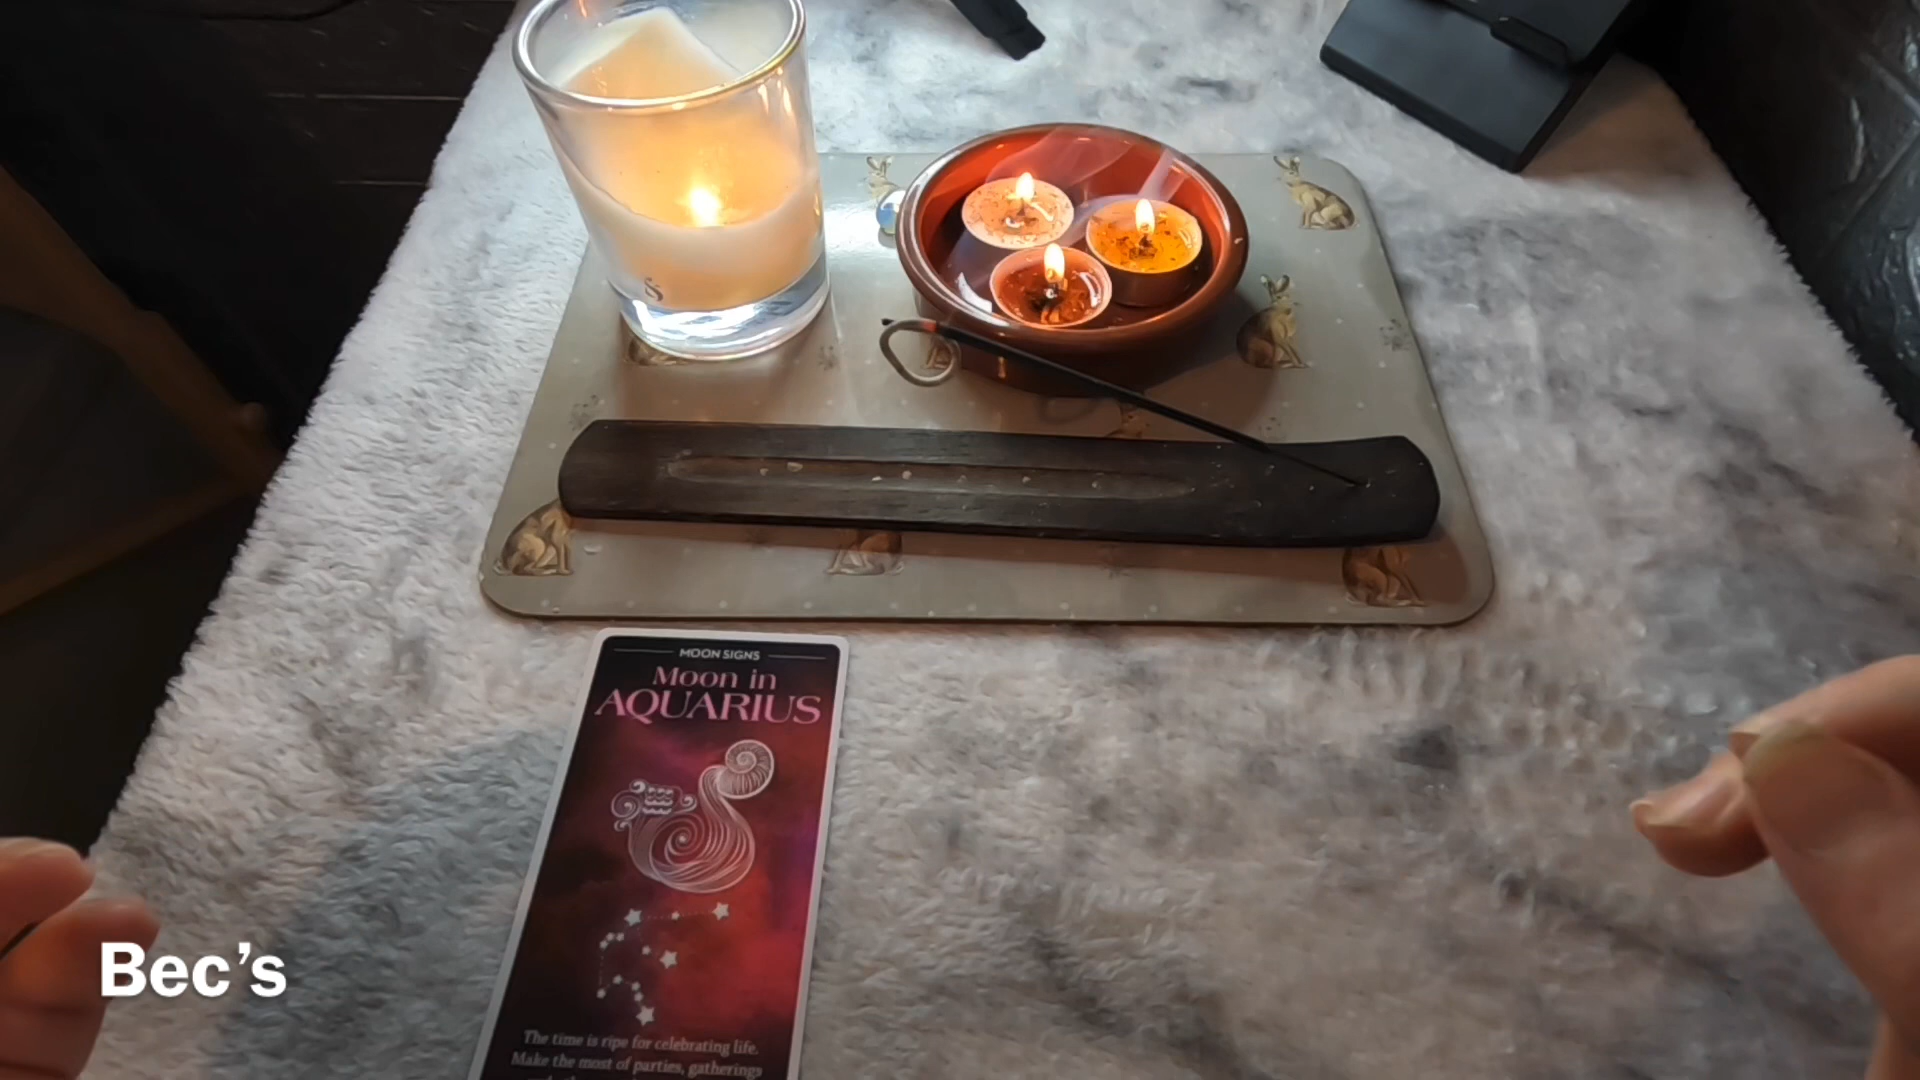 MOON SIGNS
Moon in
AQUARIUS
The time is ripe for celebrating life.
Make the most of parties, gatherings
Bec's